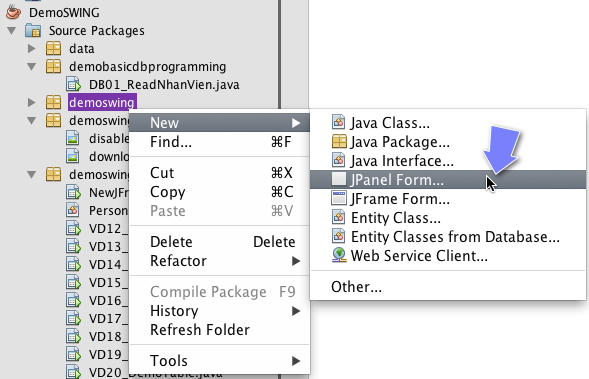 DemoSWING
Source Packages
data
demobasicdbprogramming
DB01_ReadNhanVien.java
demoswing
demoswing
disable
downlo
demoswing
NewJFr
Person
VD12_
VD13_
VD14_
VD15_
VD16_
VD17_
VD18_
VD19_
VD20_DemoTable.java
New
Find... ⌘F
Cut ⌘X
Copy ⌘C
Paste ⌘V
Delete Delete
Refactor
Compile Package F9
History
Refresh Folder
Tools
Java Class...
Java Package...
Java Interface...
JPanel Form...
JFrame Form...
Entity Class...
Entity Classes from Database...
Web Service Client...
Other...